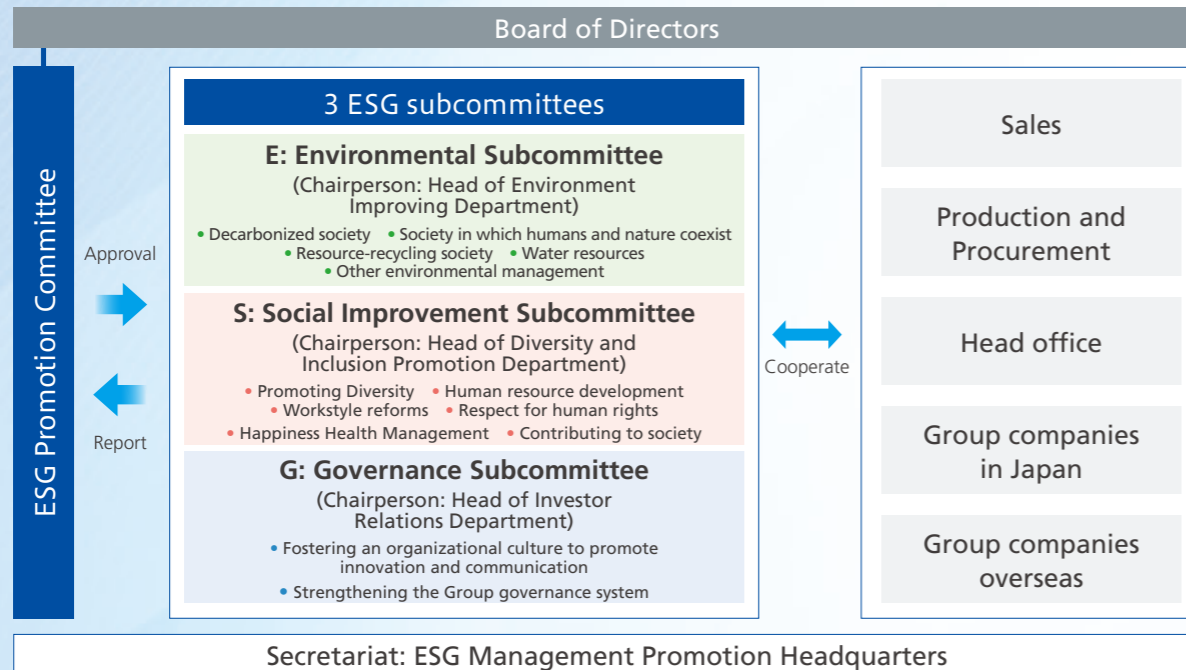 Board of Directors
ESG Promotion Committee
Approval
Report
3 ESG subcommittees
E: Environmental Subcommittee
(Chairperson: Head of Environment
Improving Department)
• Decarbonized society • Society in which humans and nature coexist
• Resource-recycling society • Water resources
• Other environmental management
S: Social Improvement Subcommittee
(Chairperson: Head of Diversity and
Inclusion Promotion Department)
• Promoting Diversity • Human resource development
• Workstyle reforms • Respect for human rights
• Happiness Health Management • Contributing to society
G: Governance Subcommittee
(Chairperson: Head of Investor
Relations Department)
• Fostering an organizational culture to promote
innovation and communication
• Strengthening the Group governance system
Cooperate
Sales
Production and
Procurement
Head office
Group companies
in Japan
Group companies
overseas
Secretariat: ESG Management Promotion Headquarters